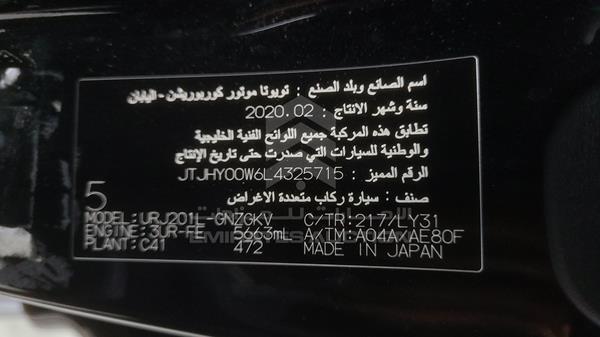 اسم الصانع وبلد الصنع : تويوتا موتور كوربوريشن - اليابان
سنة وشهر الانتاج : 2020.02
تطابق هذه المركبة جميع اللوائح الفنية الخليجية
والوطنية للسيارات التي صدرت حتى تاريخ الإنتاج
الرقم المميز : JTJHY00W6L4325715
صنف : سيارة ركاب متعددة الاغراض
5
MODEL: URJ201L-GNZGKV C/TR:217/LY31
ENGINE: 3UR-FE 5663mL A/TM: A04A/AE80F
PLANT: C41 472 MADE IN JAPAN